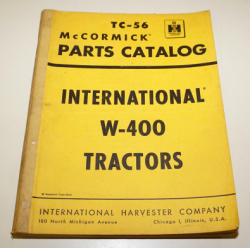 TC-56
McCORMICK®
PARTS CATALOG
INTERNATIONAL®
W-400
TRACTORS
INTERNATIONAL HARVESTER COMPANY
180 North Michigan Avenue Chicago 1, Illinois, U.S.A.